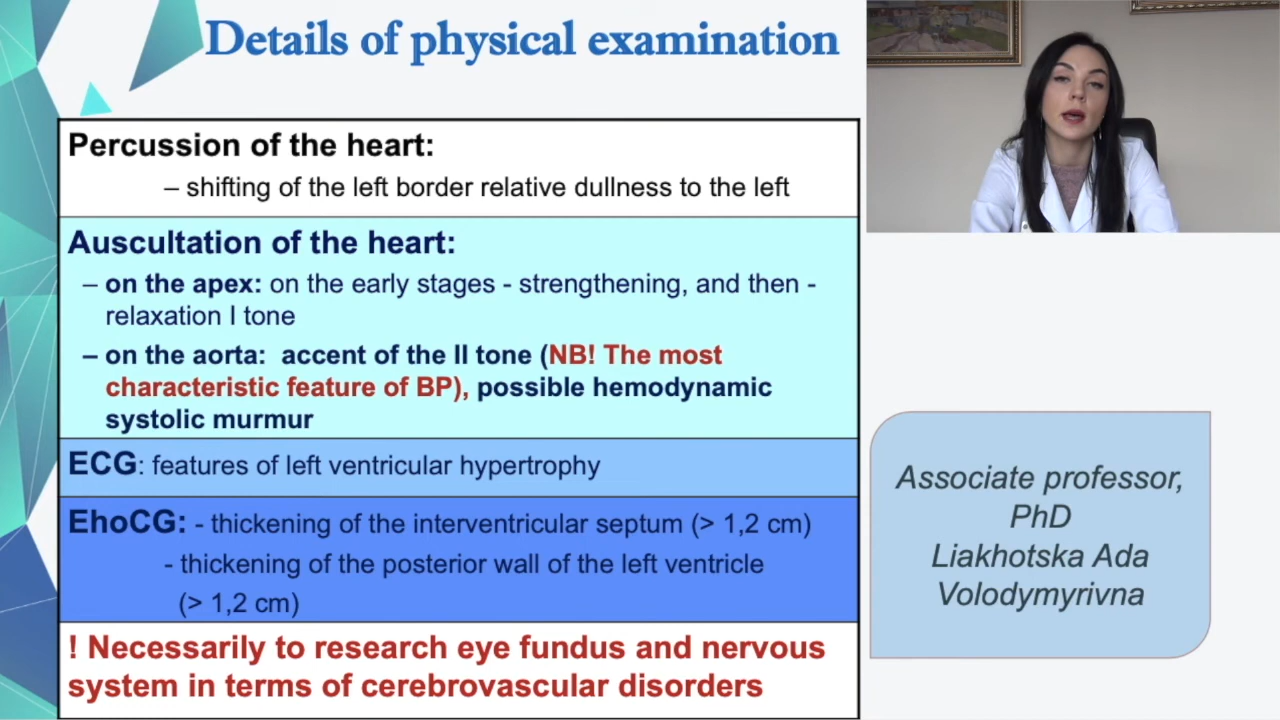 Details of physical examination
Percussion of the heart:
– shifting of the left border relative dullness to the left
Auscultation of the heart:
– on the apex: on the early stages - strengthening, and then -
relaxation I tone
– on the aorta: accent of the II tone (NB! The most
characteristic feature of BP), possible hemodynamic
systolic murmur
ECG: features of left ventricular hypertrophy
EhoCG: - thickening of the interventricular septum (> 1,2 cm)
- thickening of the posterior wall of the left ventricle
(> 1,2 cm)
! Necessarily to research eye fundus and nervous
system in terms of cerebrovascular disorders
Associate professor,
PhD
Liakhotska Ada
Volodymyrivna